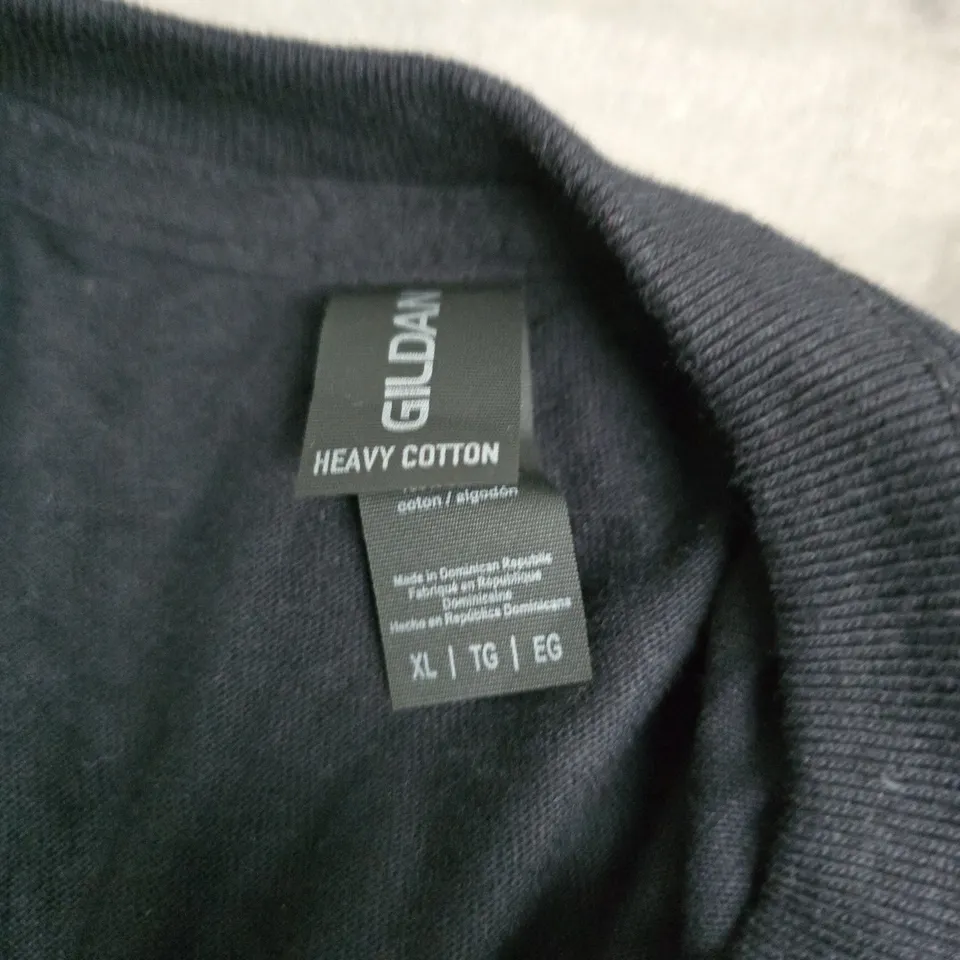 GILDAN
HEAVY COTTON
coton / algodón
Made in Dominican Republic
Fabriqué en République
Dominicaine
Hecho en República Dominicana
XL | TG | EG